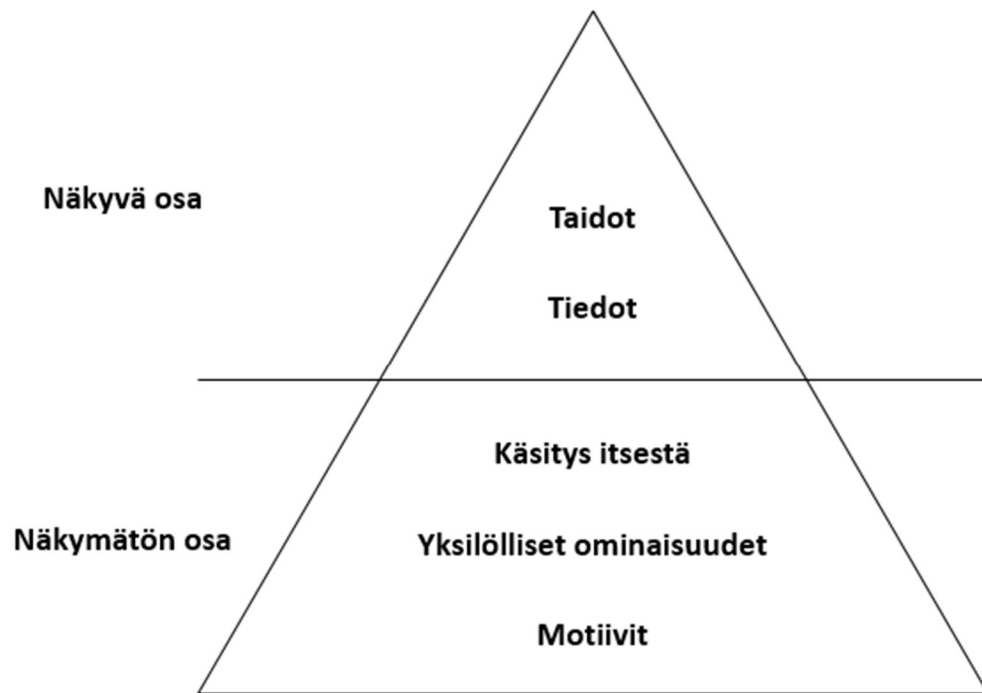 Näkyvä osa
Taidot
Tiedot
Käsitys itsestä
Näkymätön osa
Yksilölliset ominaisuudet
Motiivit